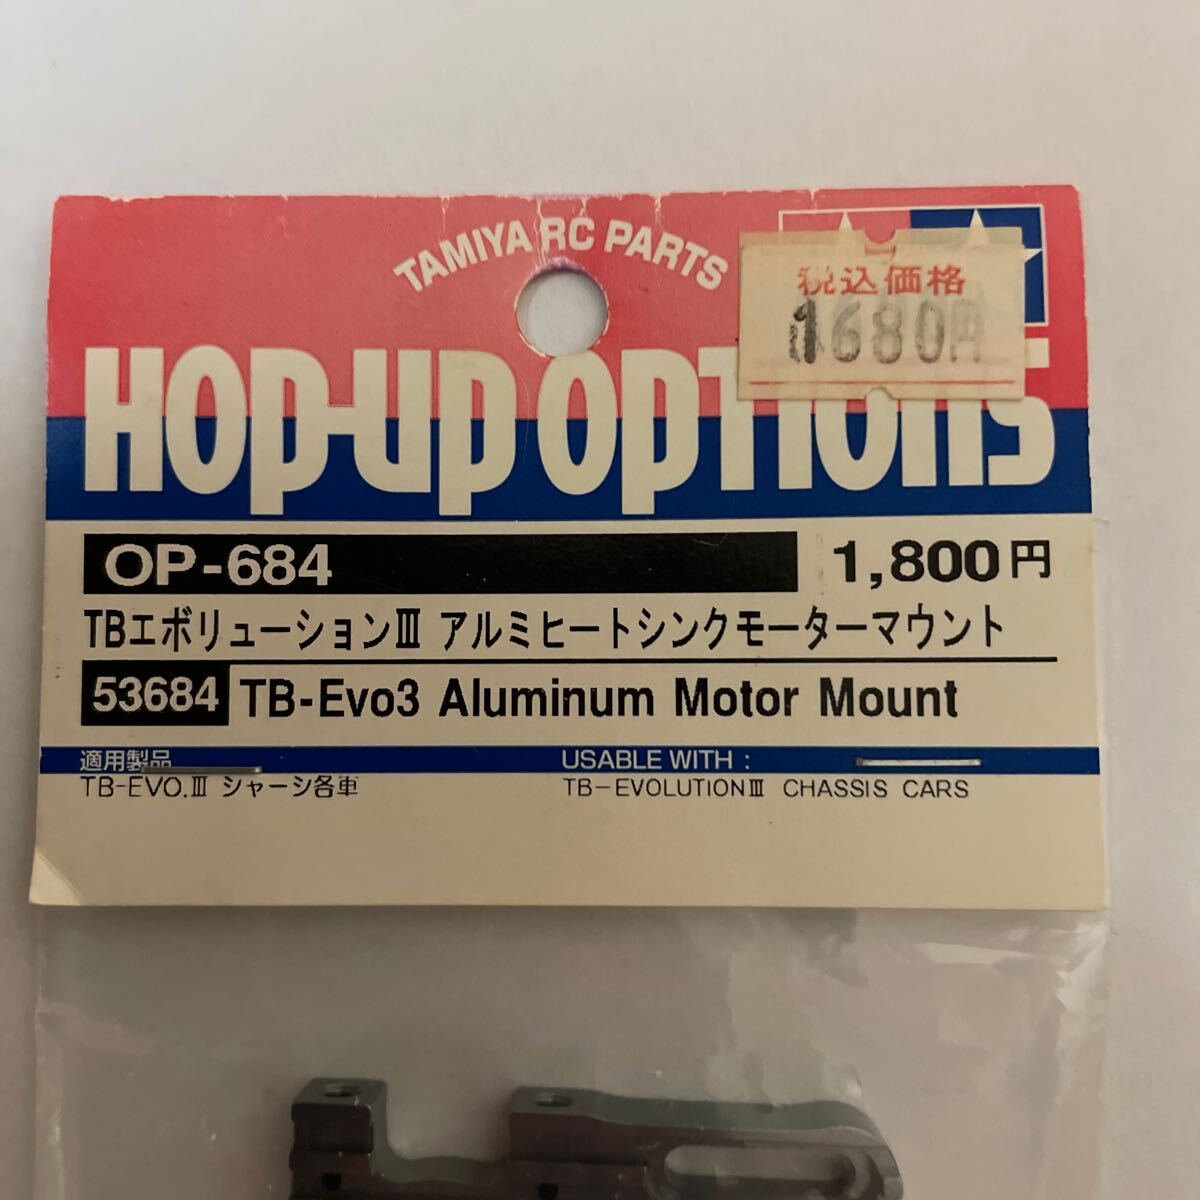 TAMIYA RC PARTS
税込価格
1680円
HOP-UP OPTIONS
OP-684
1,800円
TBエボリューションⅢ アルミヒートシンクモーターマウント
53684 TB-Evo3 Aluminum Motor Mount
適用製品
TB-EVO.Ⅲ シャーシ各車
USABLE WITH :
TB-EVOLUTIONⅢ CHASSIS CARS